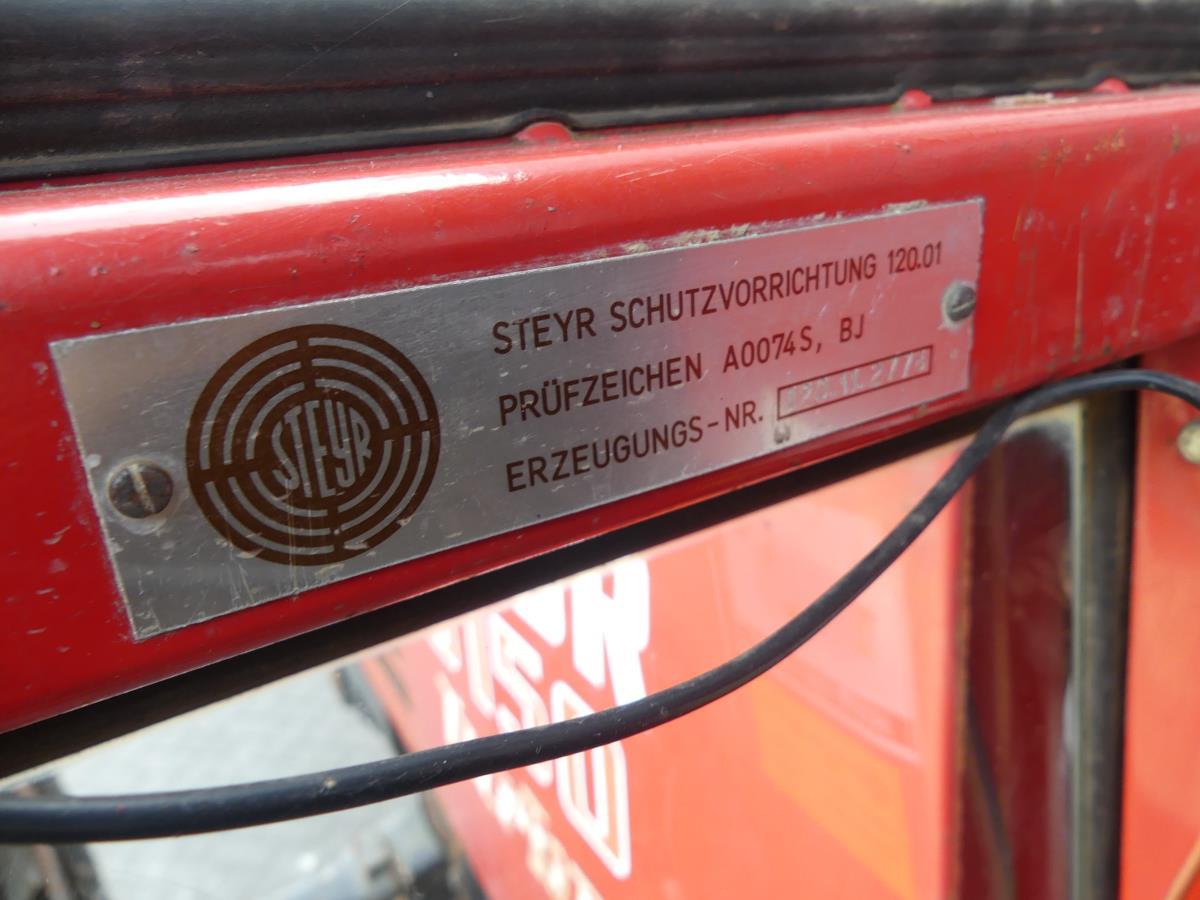 STEYR
STEYR SCHUTZVORRICHTUNG 120.01
PRÜFZEICHEN A0074S, BJ
ERZEUGUNGS-NR.